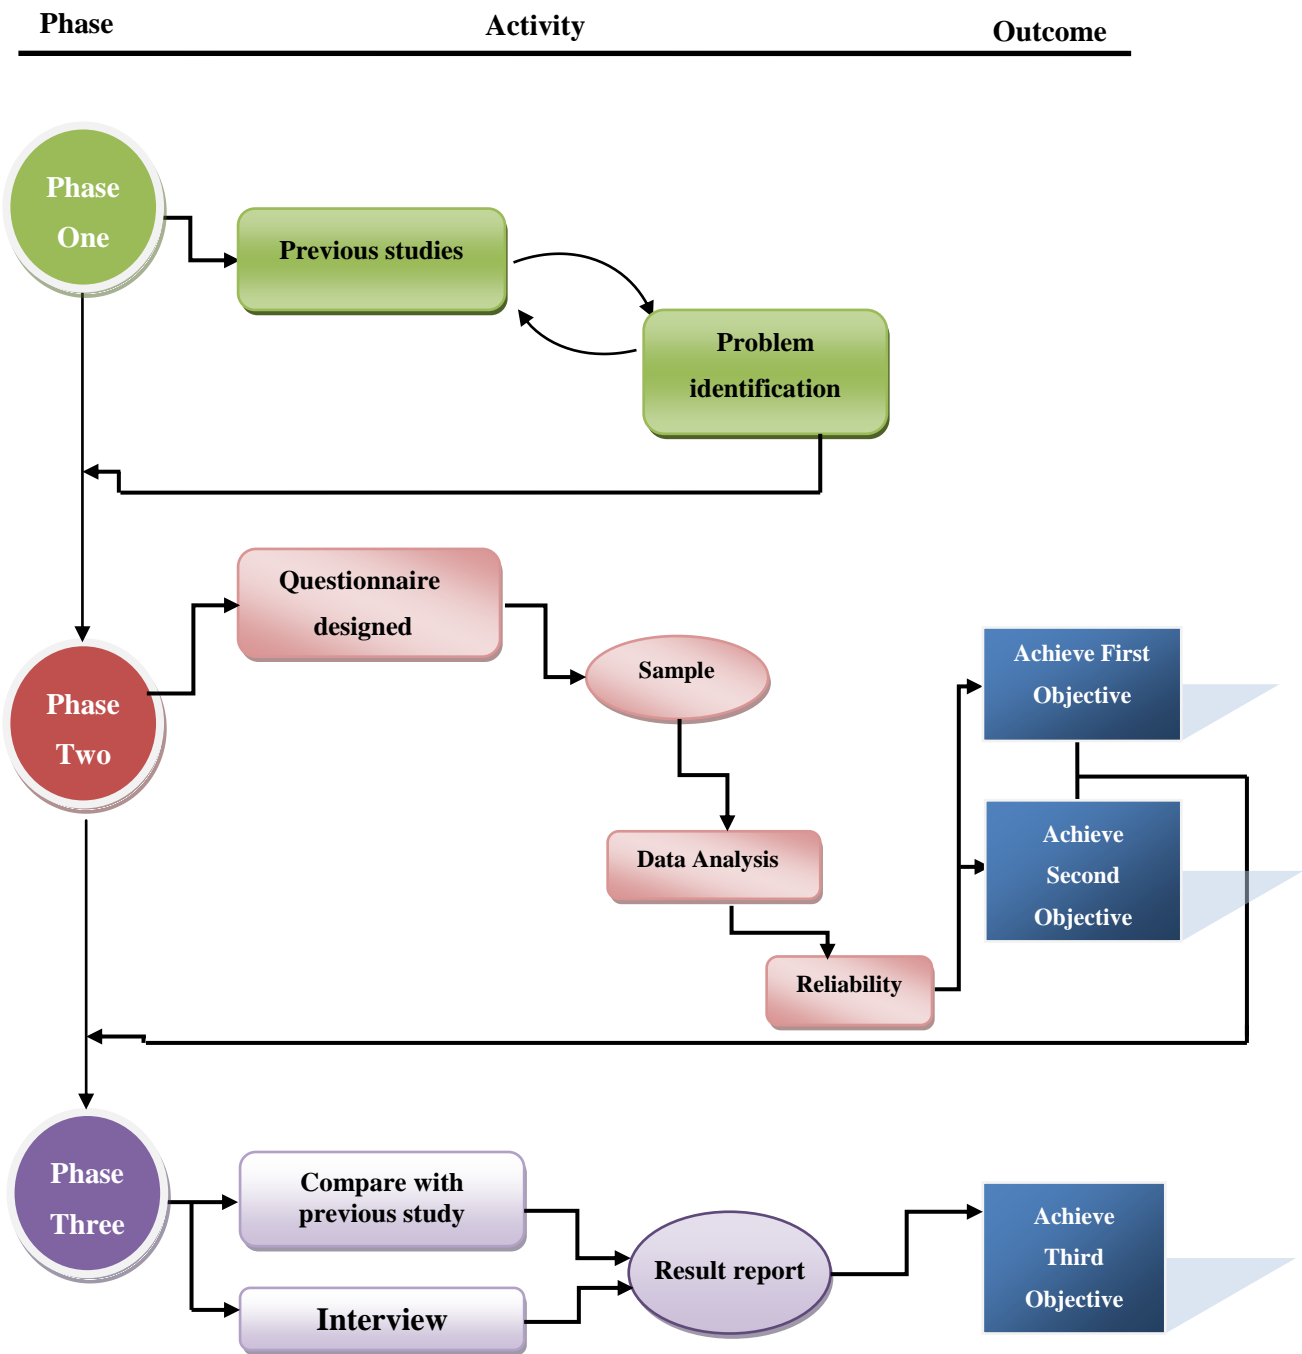 Phase
Activity
Outcome
Phase
One
Previous studies
Problem
identification
Questionnaire
designed
Sample
Achieve First
Objective
Phase
Two
Data Analysis
Achieve
Second
Objective
Reliability
Phase
Three
Compare with
previous study
Interview
Result report
Achieve
Third
Objective